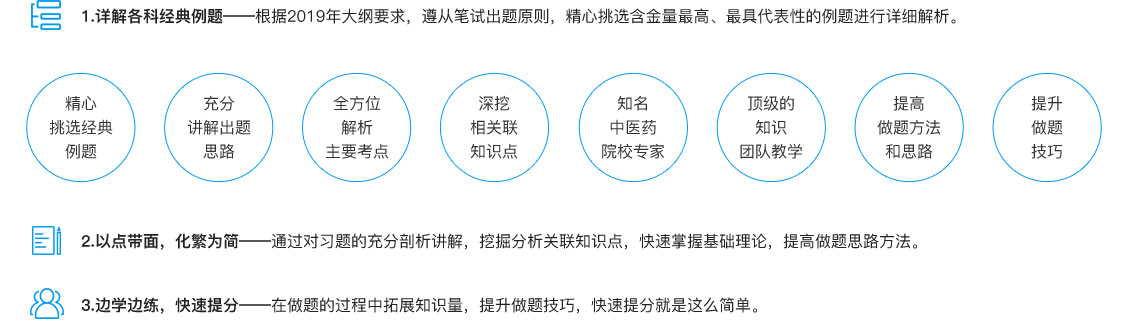 1.详解各科经典例题——根据2019年大纲要求，遵从笔试出题原则，精心挑选含金量最高、最具代表性的例题进行详细解析。
精心
挑选经典
例题
充分
讲解出题
思路
全方位
解析
主要考点
深挖
相关联
知识点
知名
中医药
院校专家
顶级的
知识
团队教学
提高
做题方法
和思路
提升
做题
技巧
2.以点带面，化繁为简——通过对习题的充分剖析讲解，挖掘分析关联知识点，快速掌握基础理论，提高做题思路方法。
3.边学边练，快速提分——在做题的过程中拓展知识量，提升做题技巧，快速提分就是这么简单。